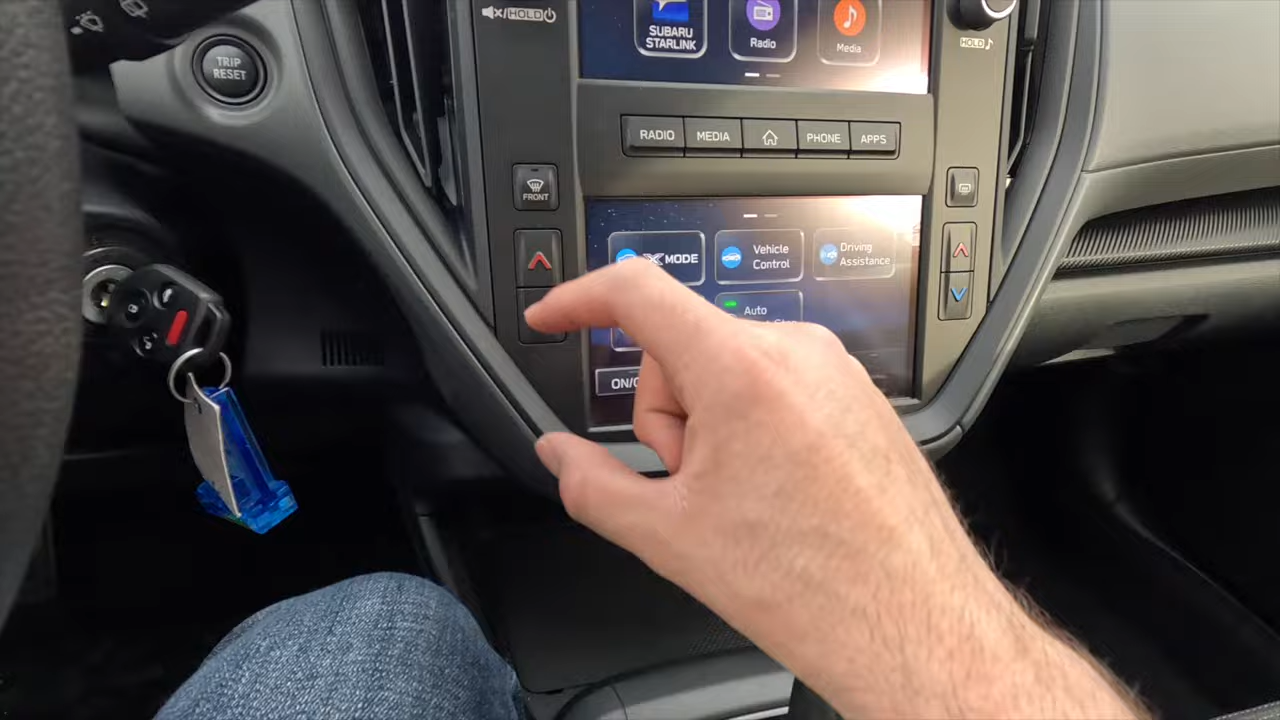 HOLD
SUBARU
STARLINK
Radio
Media
HOLD
TRIP
RESET
RADIO
MEDIA
PHONE
APPS
FRONT
X MODE
Vehicle
Control
Driving
Assistance
Auto